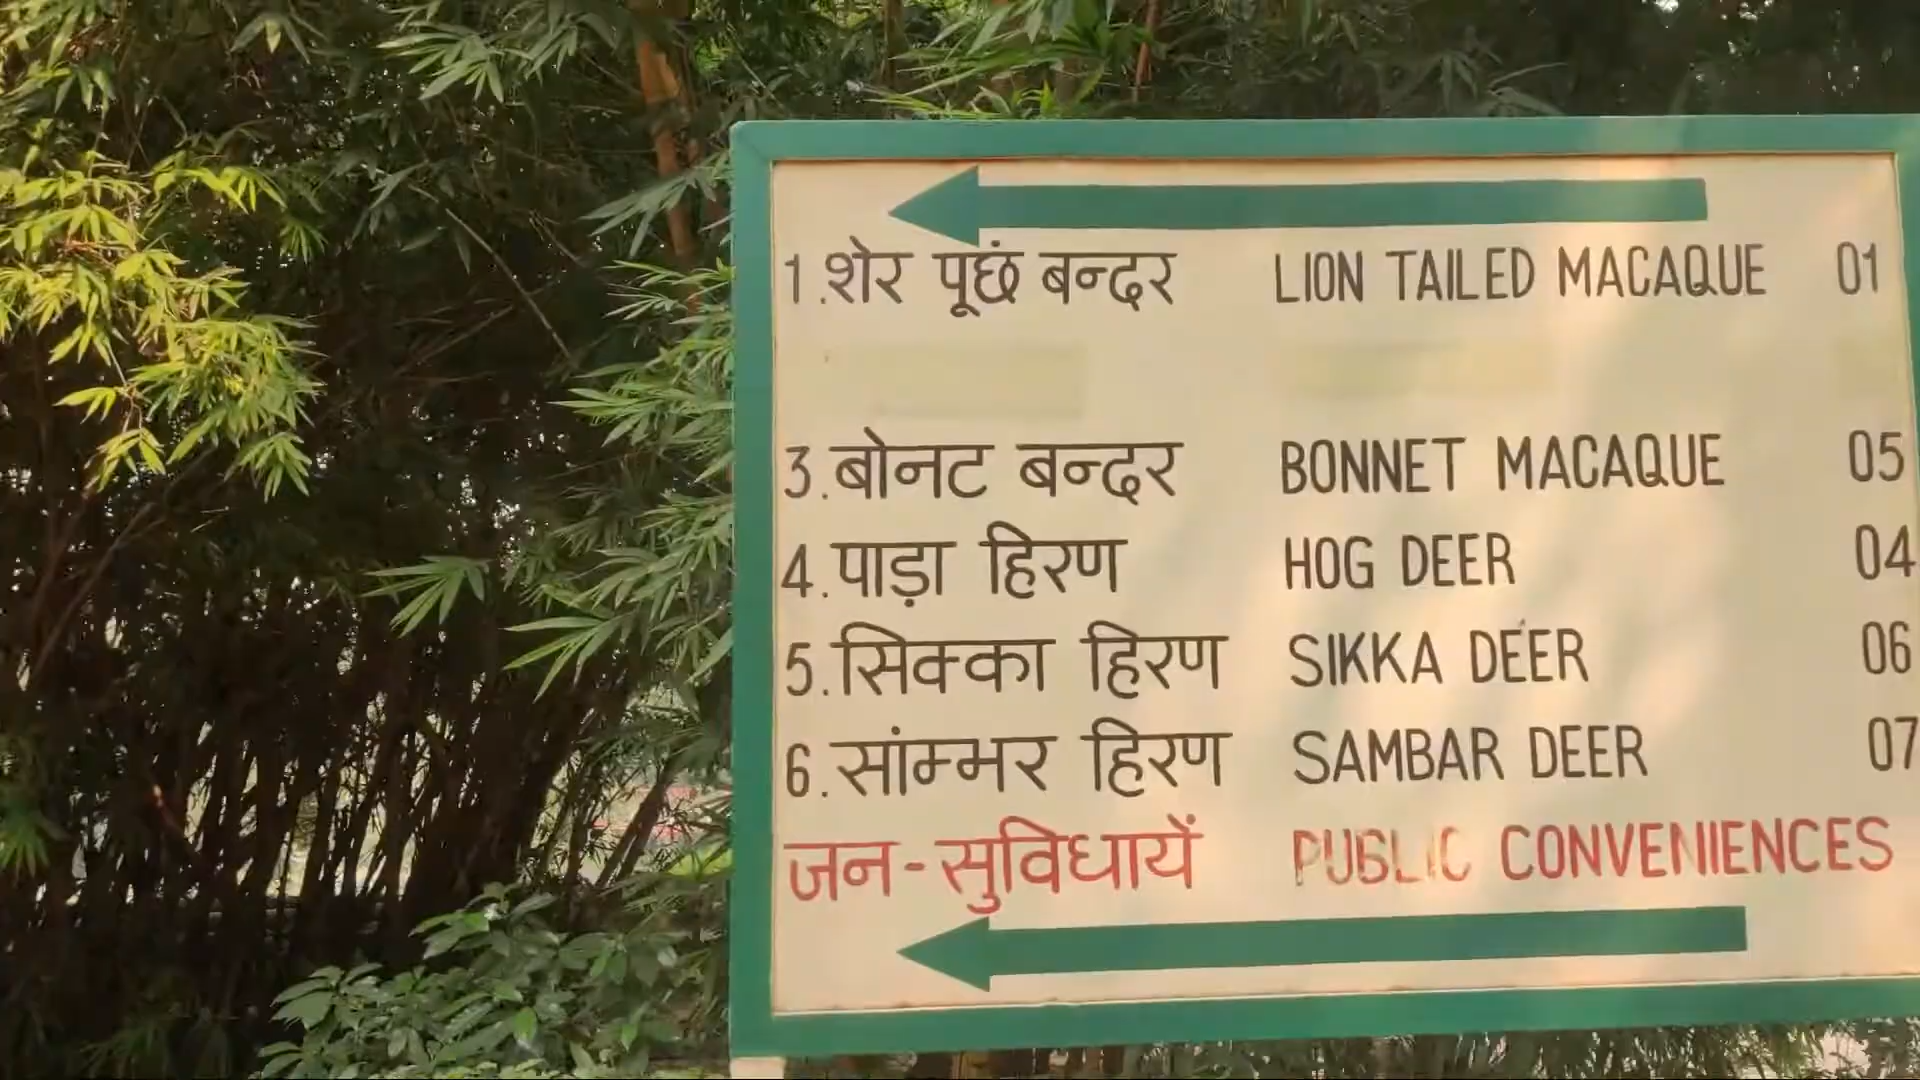 1. शेर पूछं बन्दर LION TAILED MACAQUE 01
3. बोनट बन्दर BONNET MACAQUE 05
4. पाड़ा हिरण HOG DEER 04
5. सिक्का हिरण SIKKA DEER 06
6. सांम्भर हिरण SAMBAR DEER 07
जन-सुविधायें PUBLIC CONVENIENCES